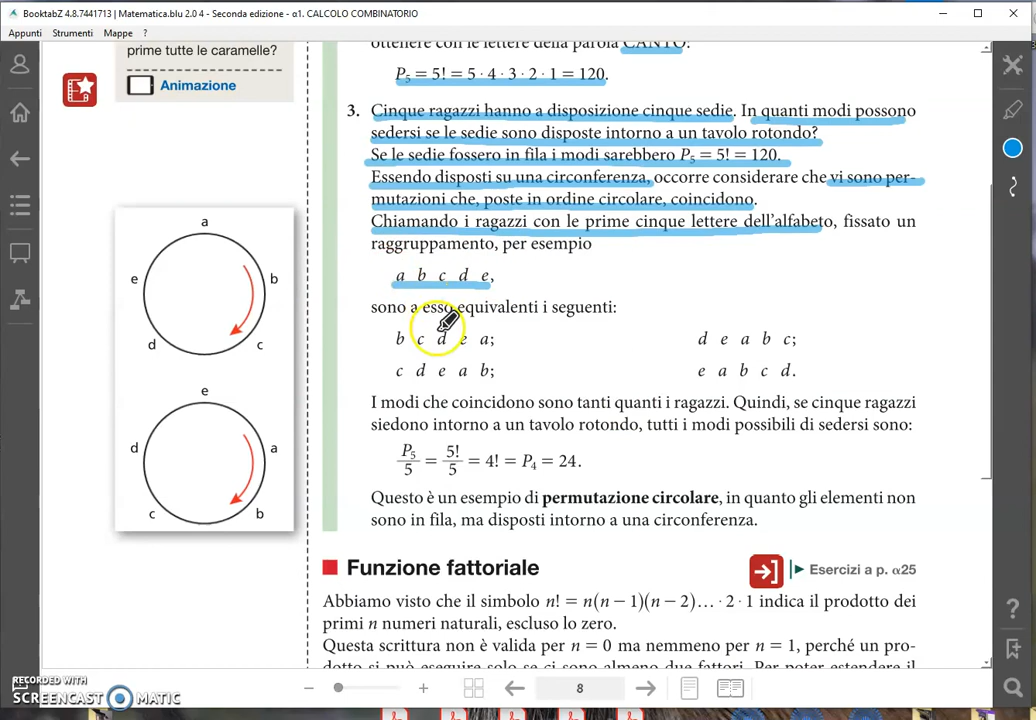 BooktabZ 4.8.7441713 | Matematica.blu 2.0 4 - Seconda edizione - α1. CALCOLO COMBINATORIO
Appunti Strumenti Mappe ?
prime tutte le caramelle?
Animazione
ottenere con le lettere della parola CANTO:
P5 = 5! = 5 · 4 · 3 · 2 · 1 = 120.
3. Cinque ragazzi hanno a disposizione cinque sedie. In quanti modi possono
sedersi se le sedie sono disposte intorno a un tavolo rotondo?
Se le sedie fossero in fila i modi sarebbero P5 = 5! = 120.
Essendo disposti su una circonferenza, occorre considerare che vi sono per-
mutazioni che, poste in ordine circolare, coincidono.
Chiamando i ragazzi con le prime cinque lettere dell'alfabeto, fissato un
raggruppamento, per esempio
a b c d e,
sono a esso equivalenti i seguenti:
b c d e a; d e a b c;
c d e a b; e a b c d.
I modi che coincidono sono tanti quanti i ragazzi. Quindi, se cinque ragazzi
siedono intorno a un tavolo rotondo, tutti i modi possibili di sedersi sono:
P5/5 = 5!/5 = 4! = P4 = 24.
Questo è un esempio di permutazione circolare, in quanto gli elementi non
sono in fila, ma disposti intorno a una circonferenza.
a
e b
d c
e
d a
c b
Funzione fattoriale
Esercizi a p. α25
Abbiamo visto che il simbolo n! = n(n − 1)(n − 2)… · 2 · 1 indica il prodotto dei
primi n numeri naturali, escluso lo zero.
Questa scrittura non è valida per n = 0 ma nemmeno per n = 1, perché un pro-
dotto si può eseguire solo se ci sono almeno due fattori. Per poter estendere il
8
RECORDED WITH
SCREENCAST MATIC